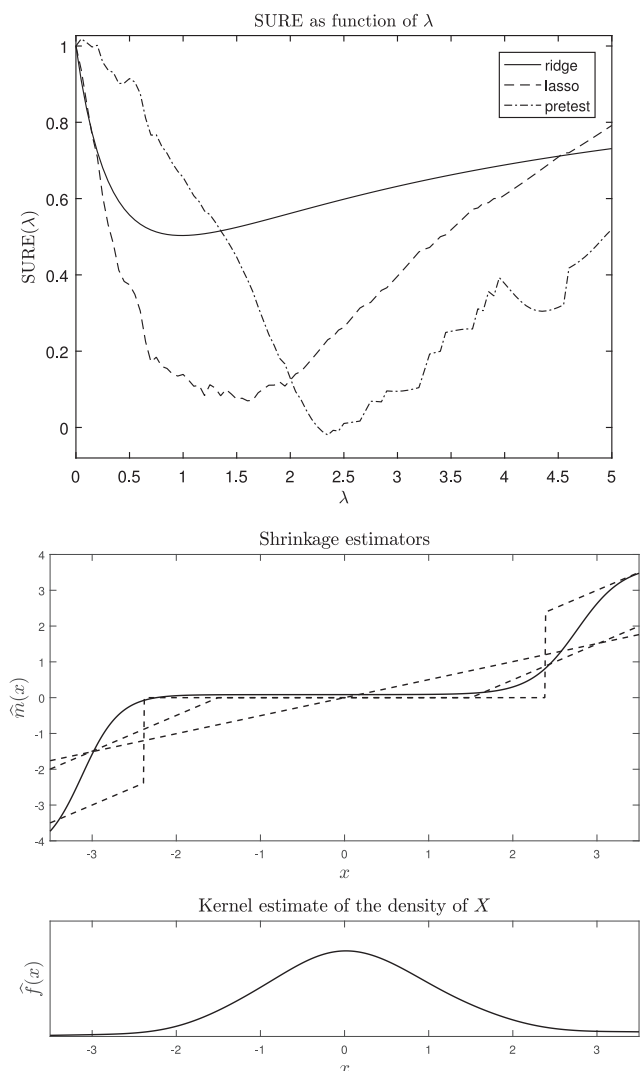 SURE as function of λ
1
0.8
0.6
0.4
0.2
0
SURE(λ)
ridge
lasso
pretest
0 0.5 1 1.5 2 2.5 3 3.5 4 4.5 5
λ
Shrinkage estimators
4
3
2
1
0
-1
-2
-3
-4
m̂(x)
-3 -2 -1 0 1 2 3
x
Kernel estimate of the density of X
f̂(x)
-3 -2 -1 0 1 2 3
x